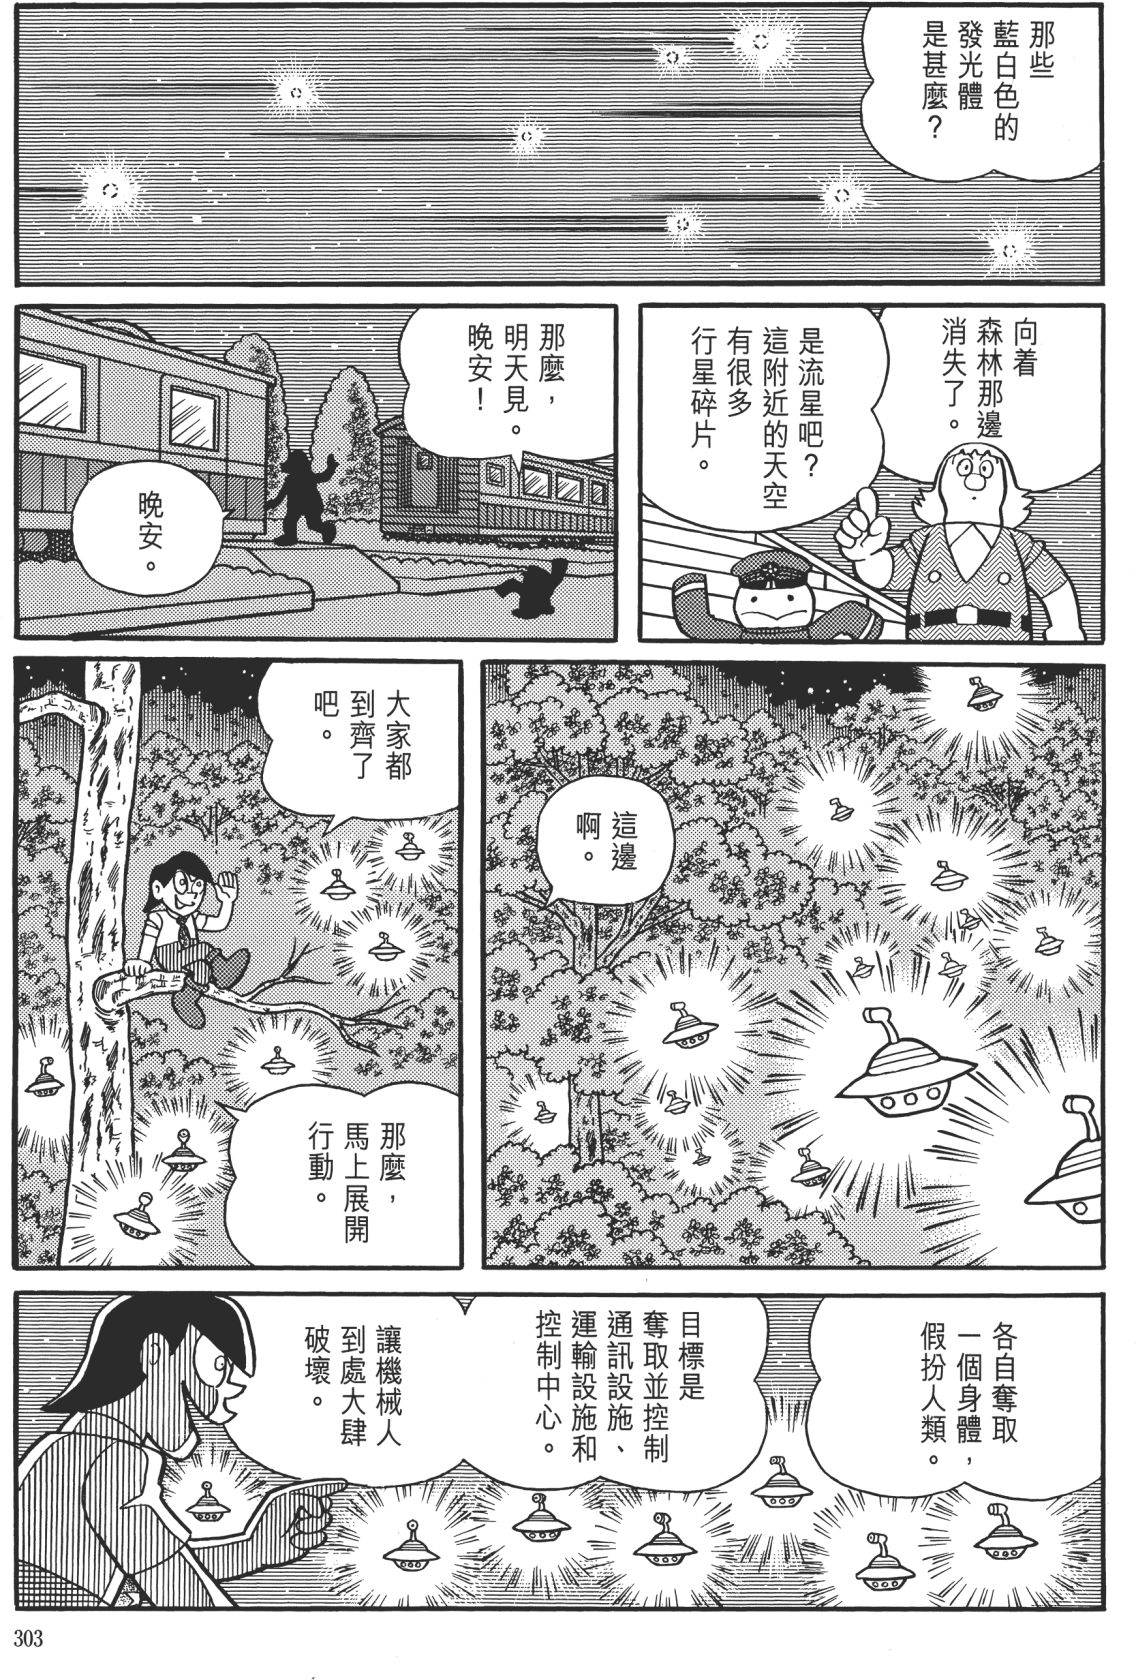 那些
藍白色的
發光體
是甚麼？
向着
森林那邊
消失了。
是流星吧？
這附近的天空
有很多
行星碎片。
那麼，
明天見。
晚安！
晚安。
這邊
啊。
大家都
到齊了
吧。
那麼，
馬上展開
行動。
各自奪取
一個身體，
假扮人類。
目標是
奪取並控制
通訊設施、
運輸設施和
控制中心。
讓機械人
到處大肆
破壞。
303